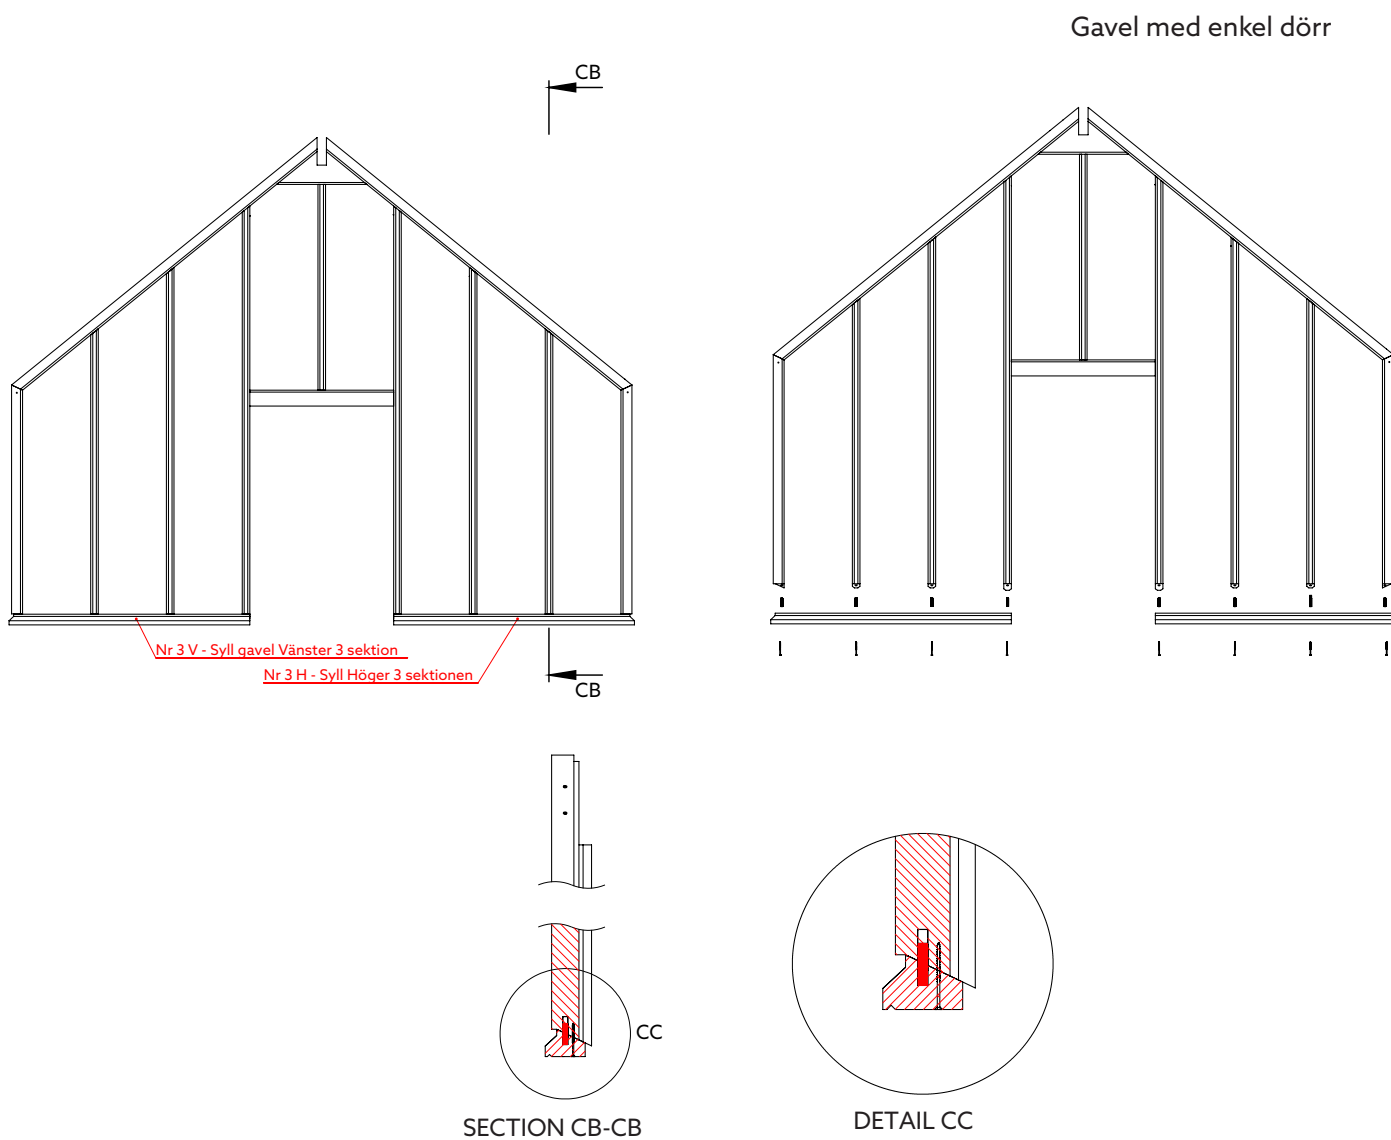 Gavel med enkel dörr
CB
Nr 3 V - Syll gavel Vänster 3 sektion
Nr 3 H - Syll Höger 3 sektionen
CB
CC
SECTION CB-CB
DETAIL CC